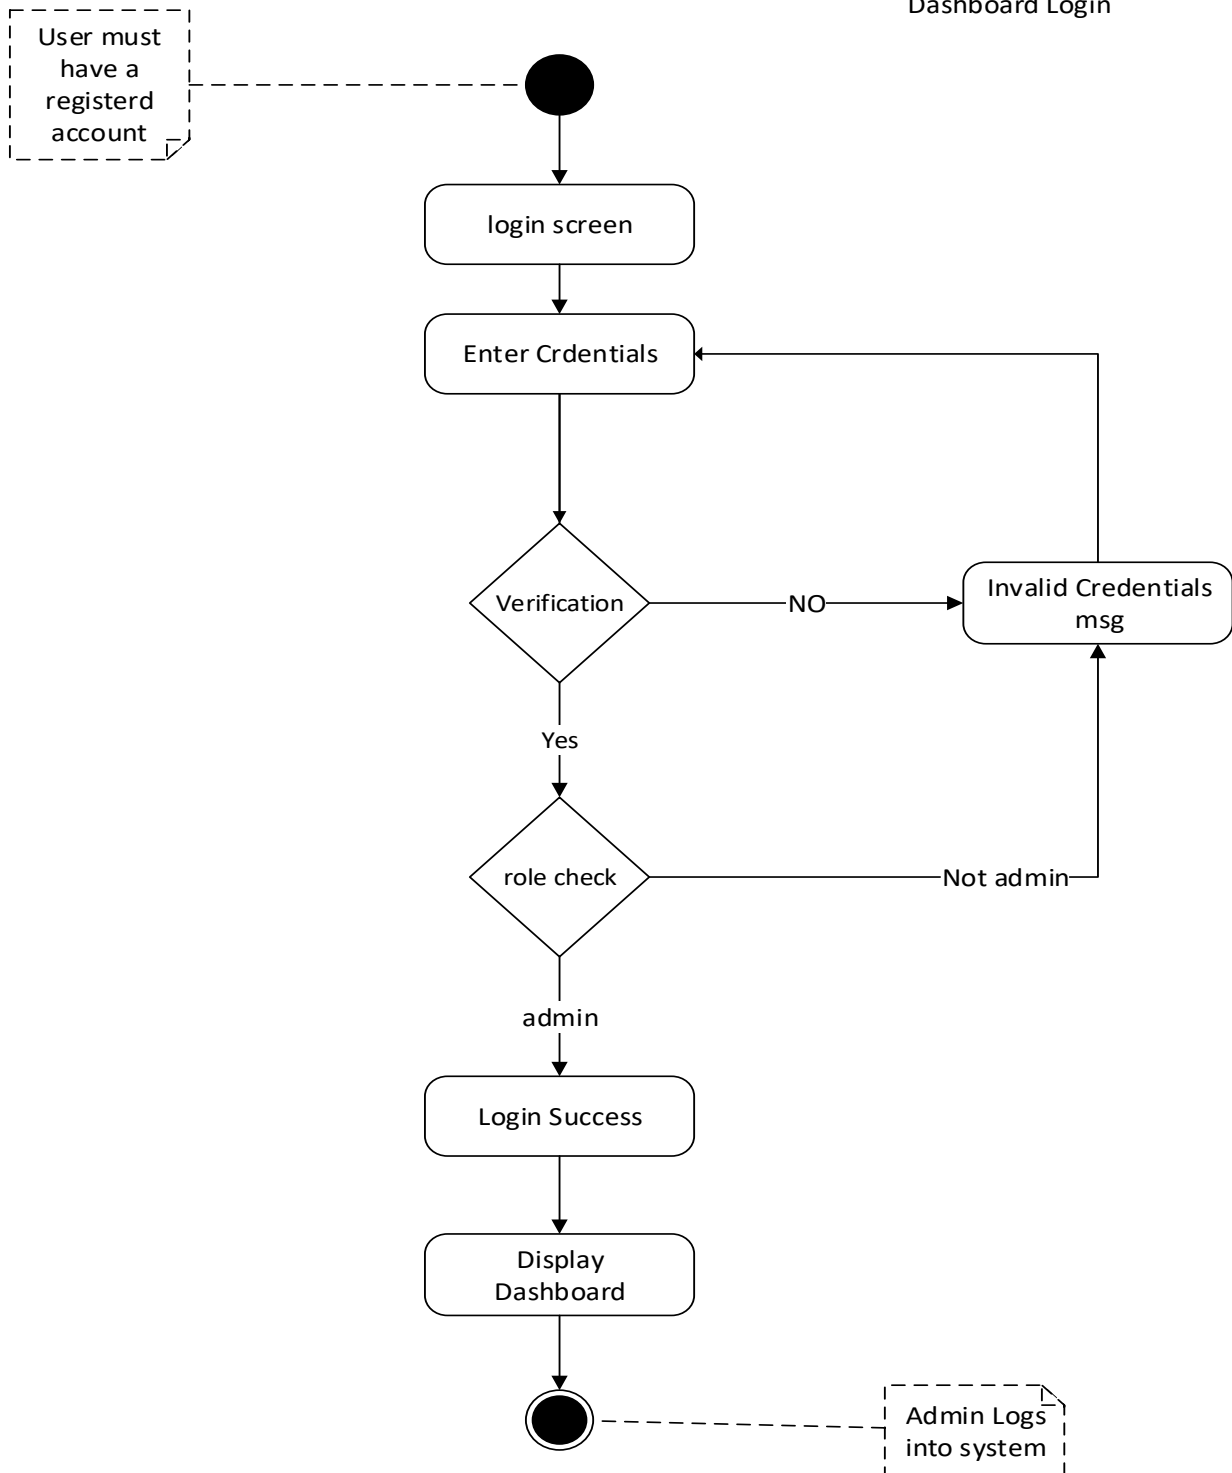 Dashboard Login
User must
have a
registerd
account
login screen
Enter Crdentials
Verification
NO
Invalid Credentials
msg
Yes
role check
Not admin
admin
Login Success
Display
Dashboard
Admin Logs
into system